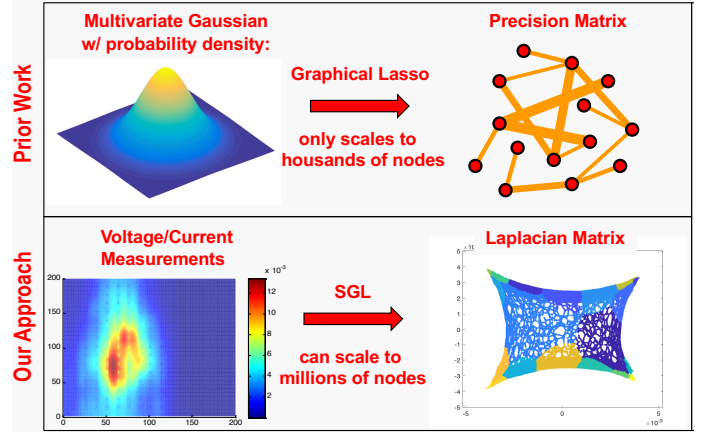 Prior Work
Multivariate Gaussian
w/ probability density:
Graphical Lasso
only scales to
thousands of nodes
Precision Matrix
Our Approach
Voltage/Current
Measurements
x 10⁻³
200
150
100
50
0
0 50 100 150 200
12
10
8
6
4
2
SGL
can scale to
millions of nodes
Laplacian Matrix
5
4
3
2
1
0
-1
-2
-3
-4
-5
-5 0 5
×10⁻³